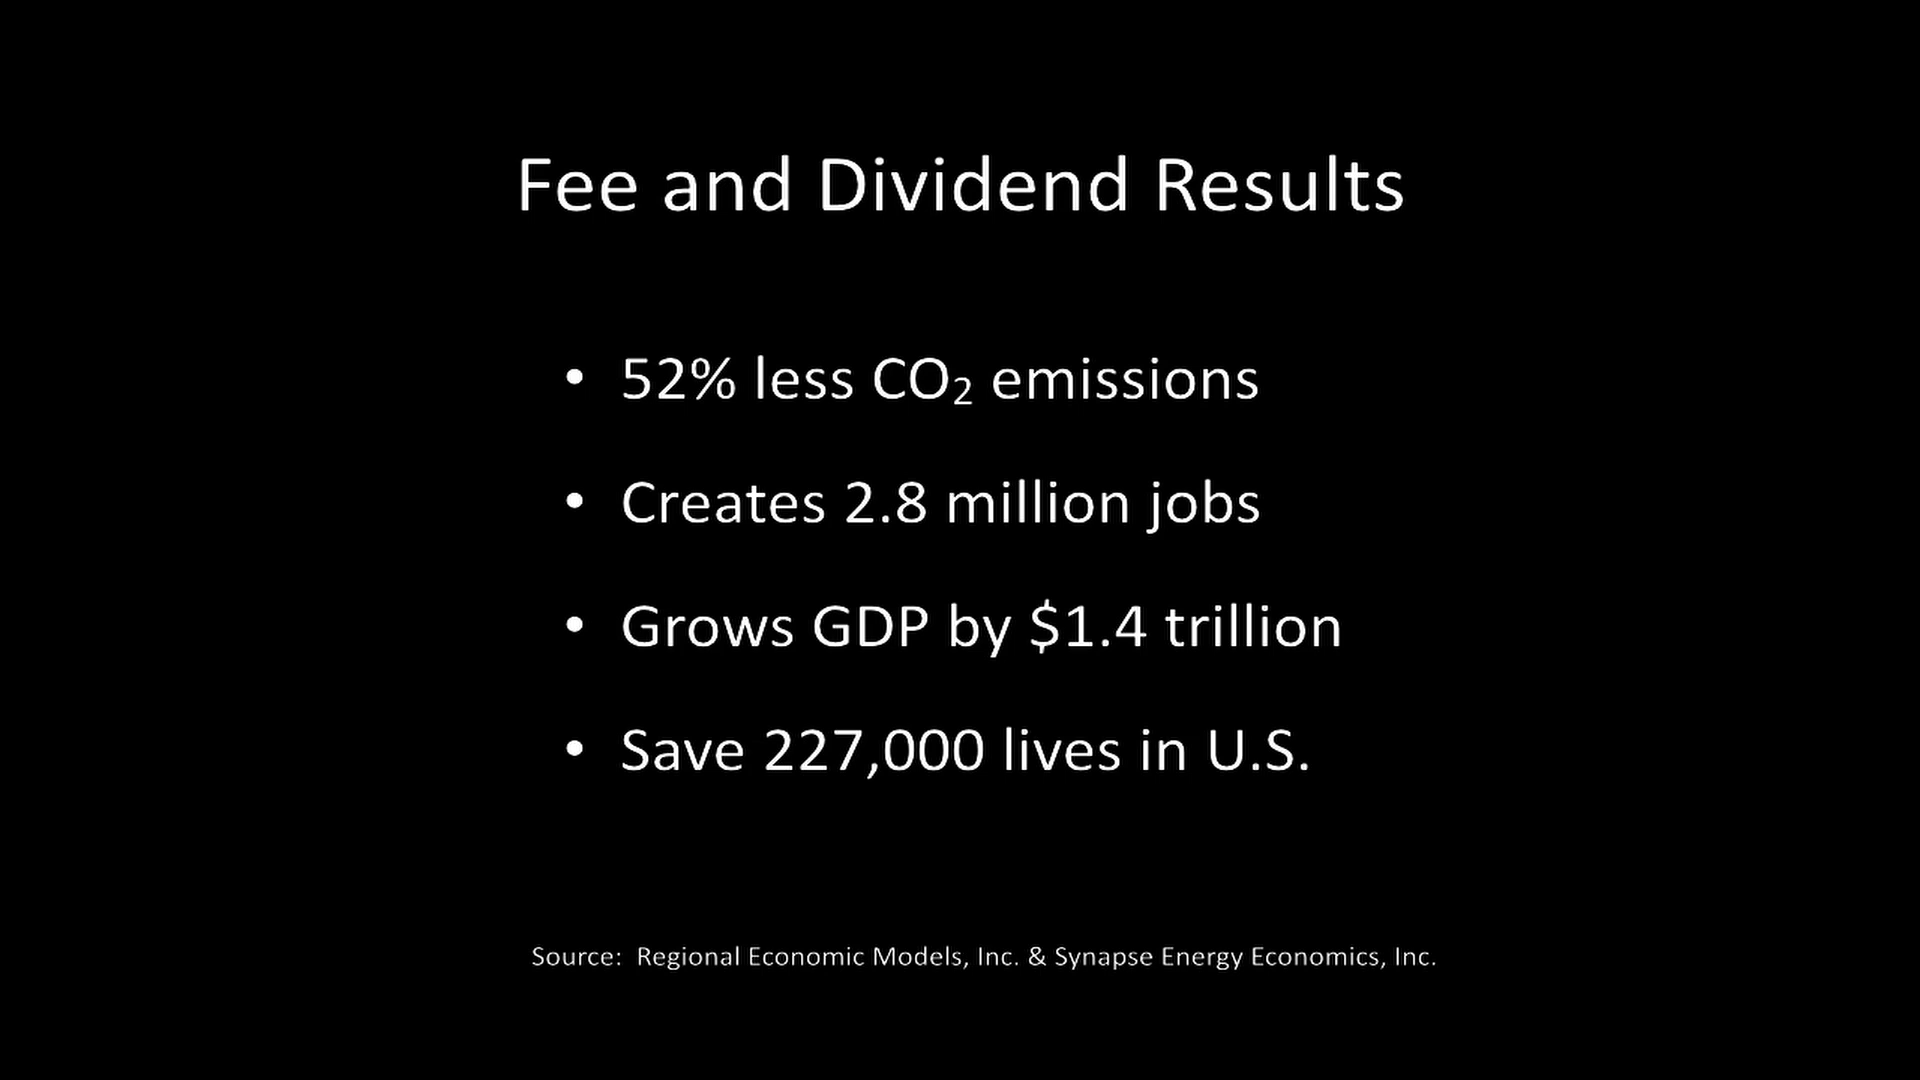 Fee and Dividend Results
• 52% less CO₂ emissions
• Creates 2.8 million jobs
• Grows GDP by $1.4 trillion
• Save 227,000 lives in U.S.
Source: Regional Economic Models, Inc. & Synapse Energy Economics, Inc.